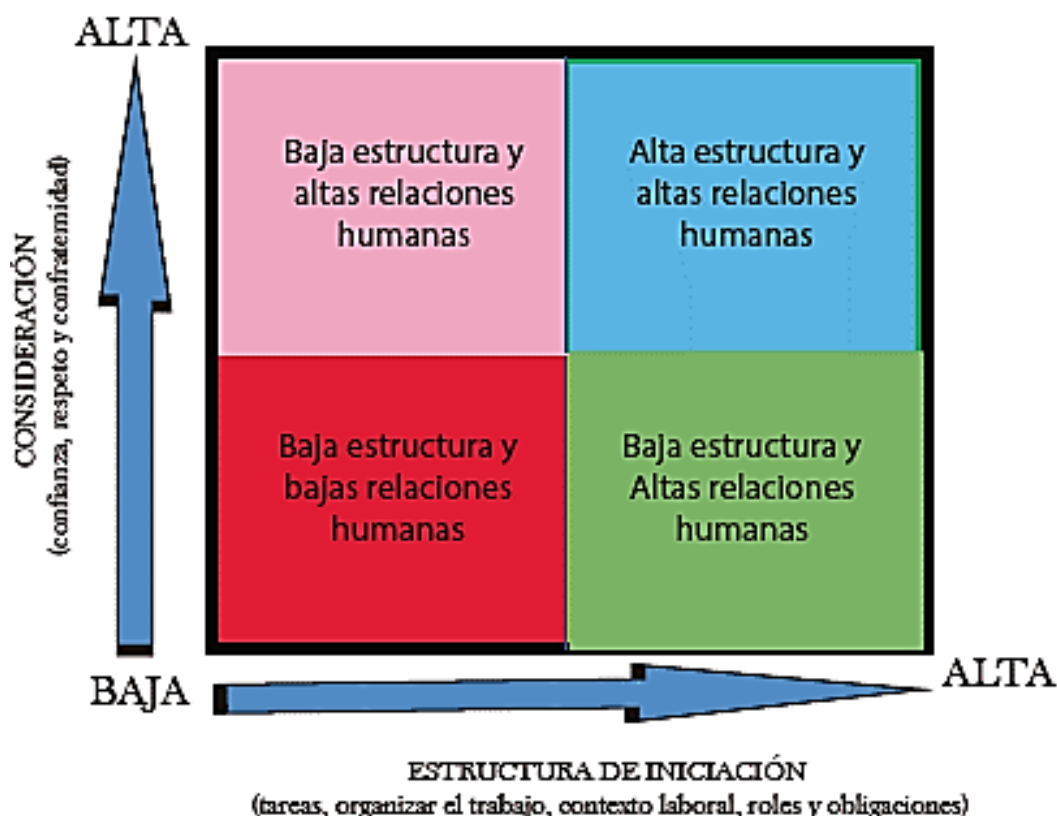 ALTA
CONSIDERACIÓN
(confianza, respeto y confraternidad)
Baja estructura y
altas relaciones
humanas
Alta estructura y
altas relaciones
humanas
Baja estructura y
bajas relaciones
humanas
Baja estructura y
Altas relaciones
humanas
BAJA
ALTA
ESTRUCTURA DE INICIACIÓN
(tareas, organizar el trabajo, contexto laboral, roles y obligaciones)